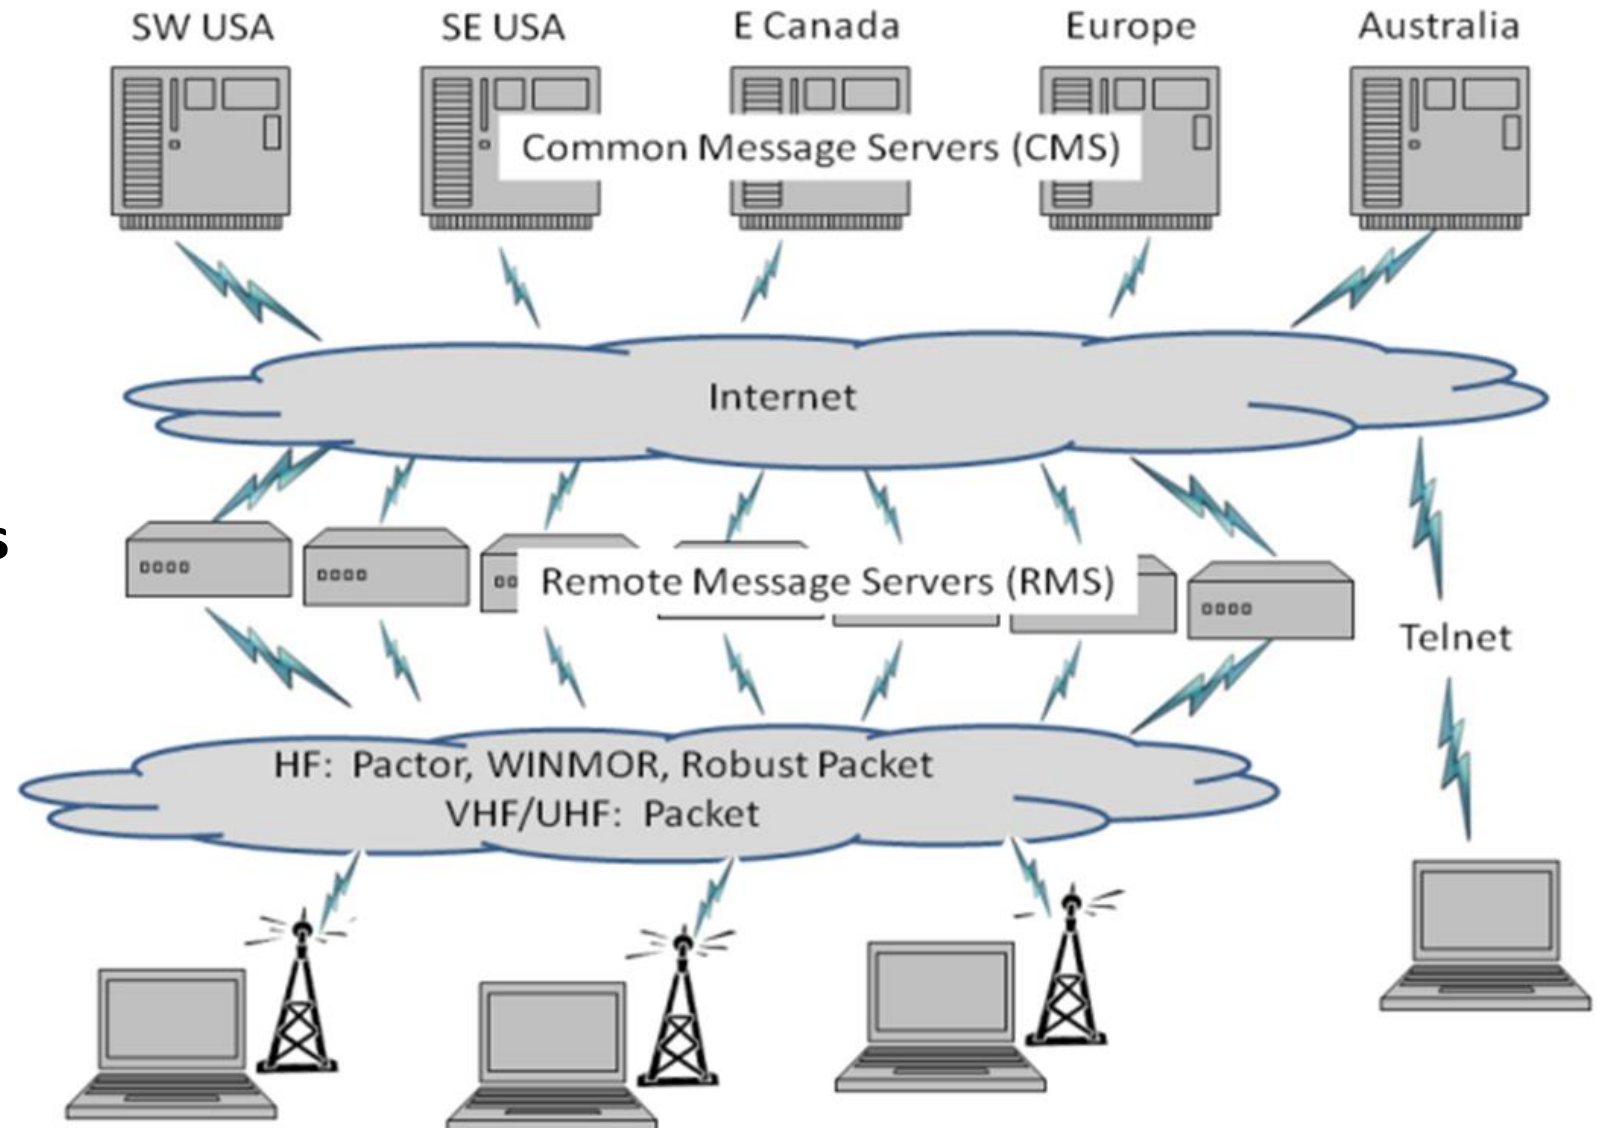 SW USA
SE USA
E Canada
Europe
Australia
Common Message Servers (CMS)
Internet
s
Remote Message Servers (RMS)
Telnet
HF:  Pactor, WINMOR, Robust Packet
VHF/UHF:  Packet